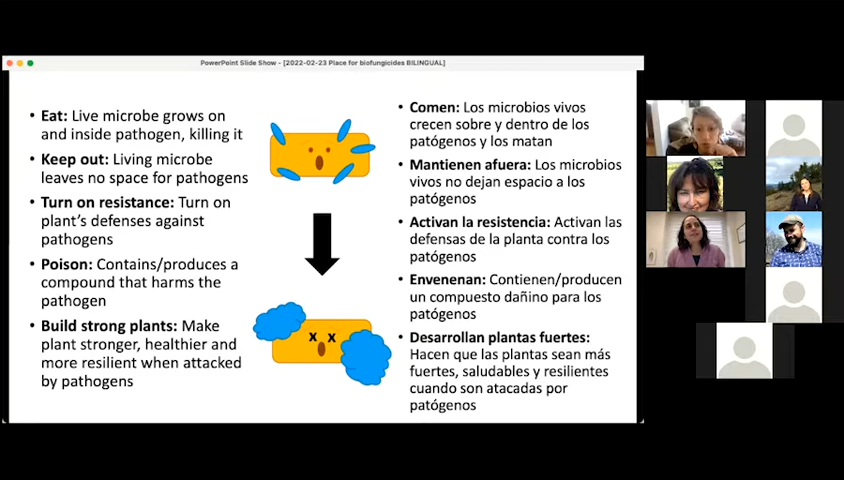 PowerPoint Slide Show - [2022-02-23 Place for biofungicides BILINGUAL]
• Eat: Live microbe grows on
and inside pathogen, killing it
• Keep out: Living microbe
leaves no space for pathogens
• Turn on resistance: Turn on
plant's defenses against
pathogens
• Poison: Contains/produces a
compound that harms the
pathogen
• Build strong plants: Make
plant stronger, healthier and
more resilient when attacked
by pathogens
• Comen: Los microbios vivos
crecen sobre y dentro de los
patógenos y los matan
• Mantienen afuera: Los microbios
vivos no dejan espacio a los
patógenos
• Activan la resistencia: Activan las
defensas de la planta contra los
patógenos
• Envenenan: Contienen/producen
un compuesto dañino para los
patógenos
• Desarrollan plantas fuertes:
Hacen que las plantas sean más
fuertes, saludables y resilientes
cuando son atacadas por
patógenos